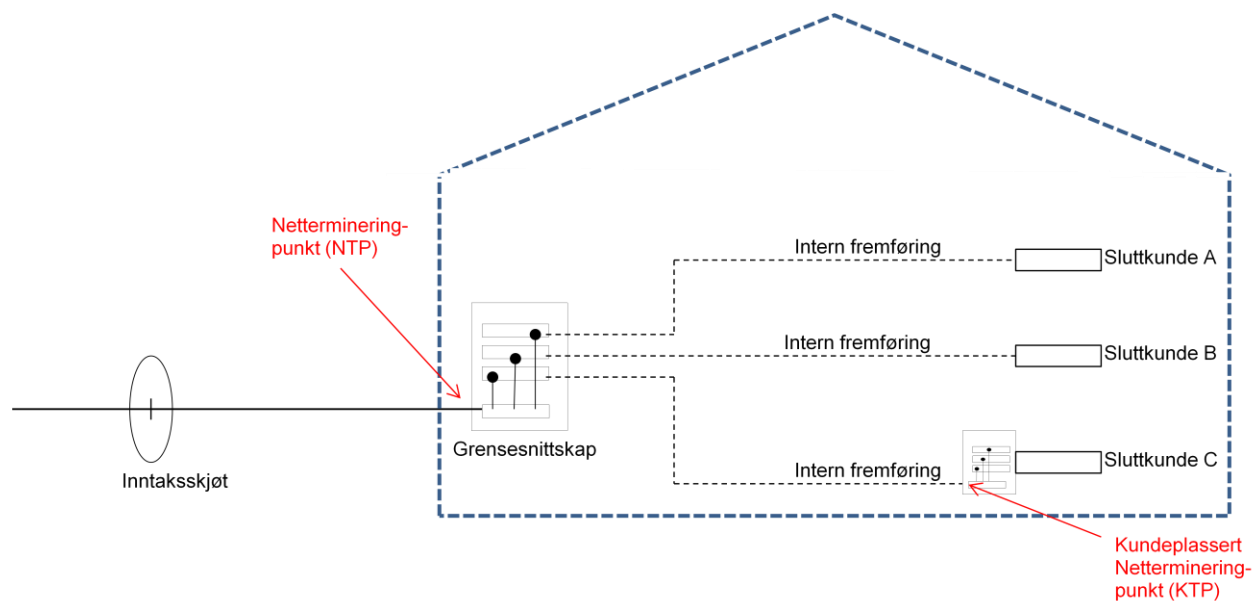 Netterminering-
punkt (NTP)
Intern fremføring
Sluttkunde A
Intern fremføring
Sluttkunde B
Grensesnittskap
Intern fremføring
Sluttkunde C
Inntaksskjøt
Kundeplassert
Netterminering-
punkt (KTP)